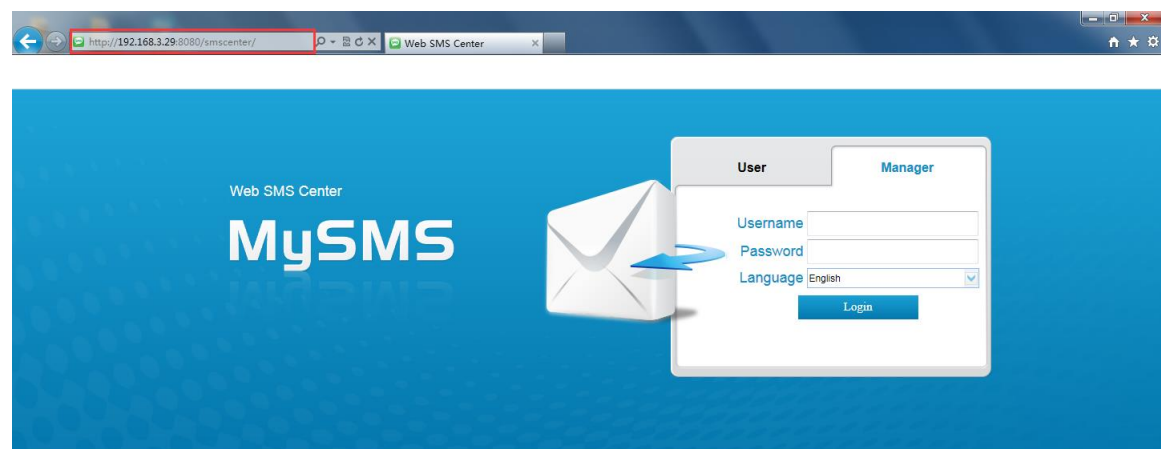 http://192.168.3.29:8080/smscenter/
Web SMS Center
User
Manager
Web SMS Center
MySMS
Username
Password
Language English
Login